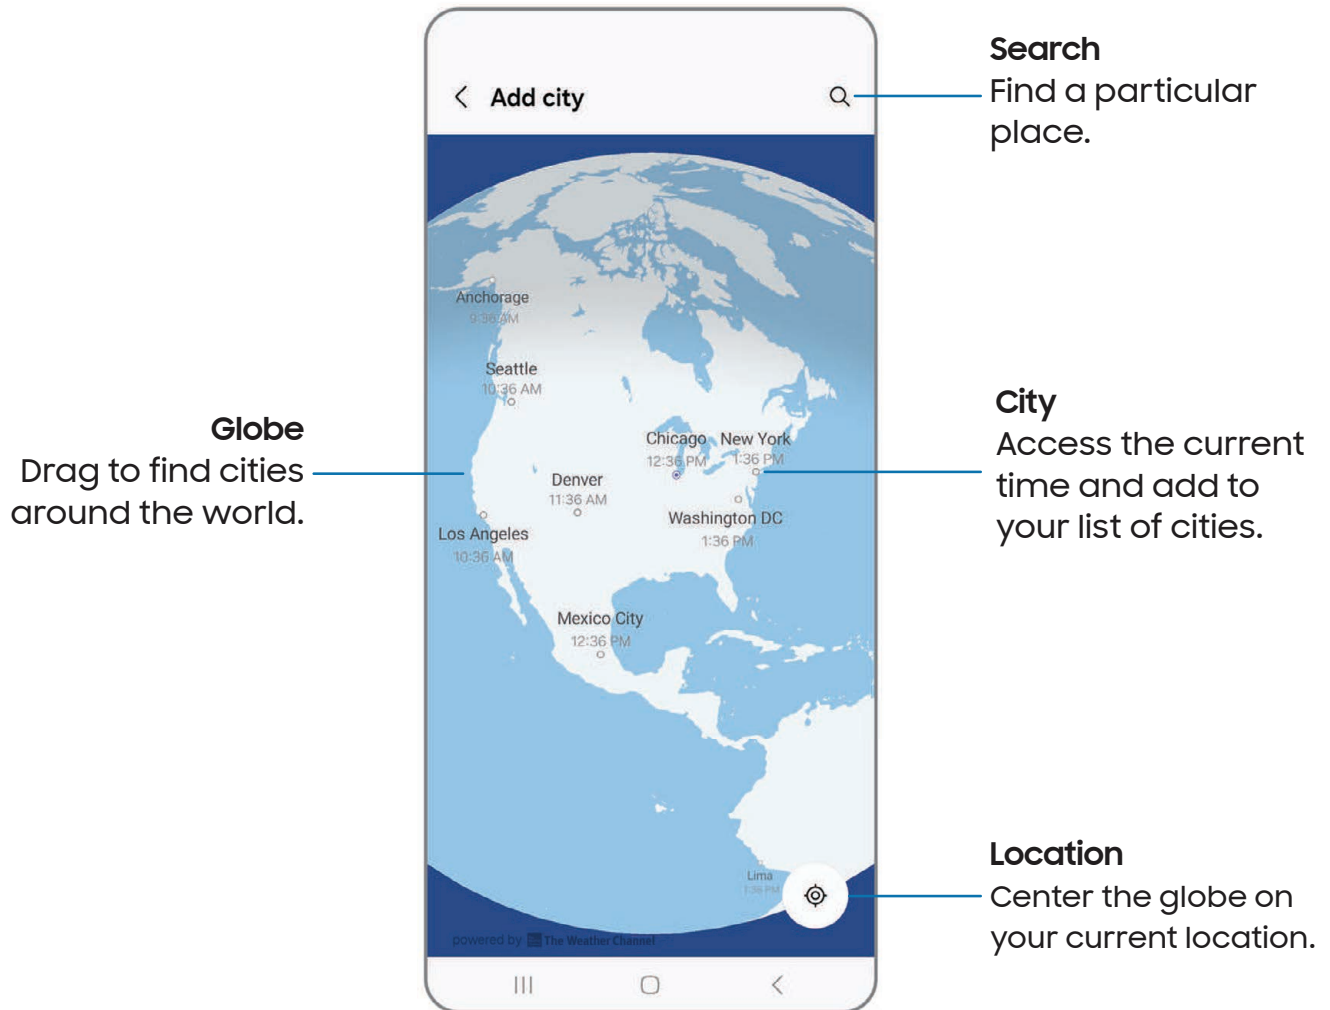 Search
Find a particular
place.
Add city
Anchorage
9:36 AM
Seattle
10:36 AM
Globe
Drag to find cities
around the world.
City
Access the current
time and add to
your list of cities.
Chicago New York
12:36 PM 1:36 PM
Denver
11:36 AM
Washington DC
1:36 PM
Los Angeles
10:36 AM
Mexico City
12:36 PM
Location
Center the globe on
your current location.
Lima
1:36 PM
powered by The Weather Channel